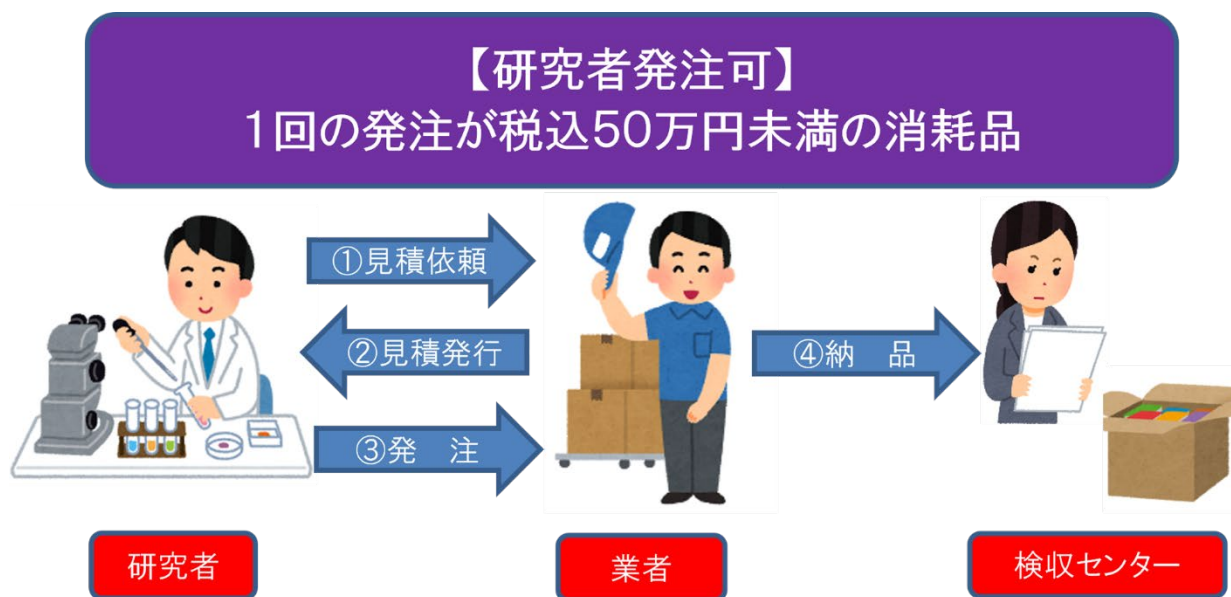 【研究者発注可】
１回の発注が税込５０万円未満の消耗品
①見積依頼
②見積発行
③発　注
④納　品
研究者
業者
検収センター